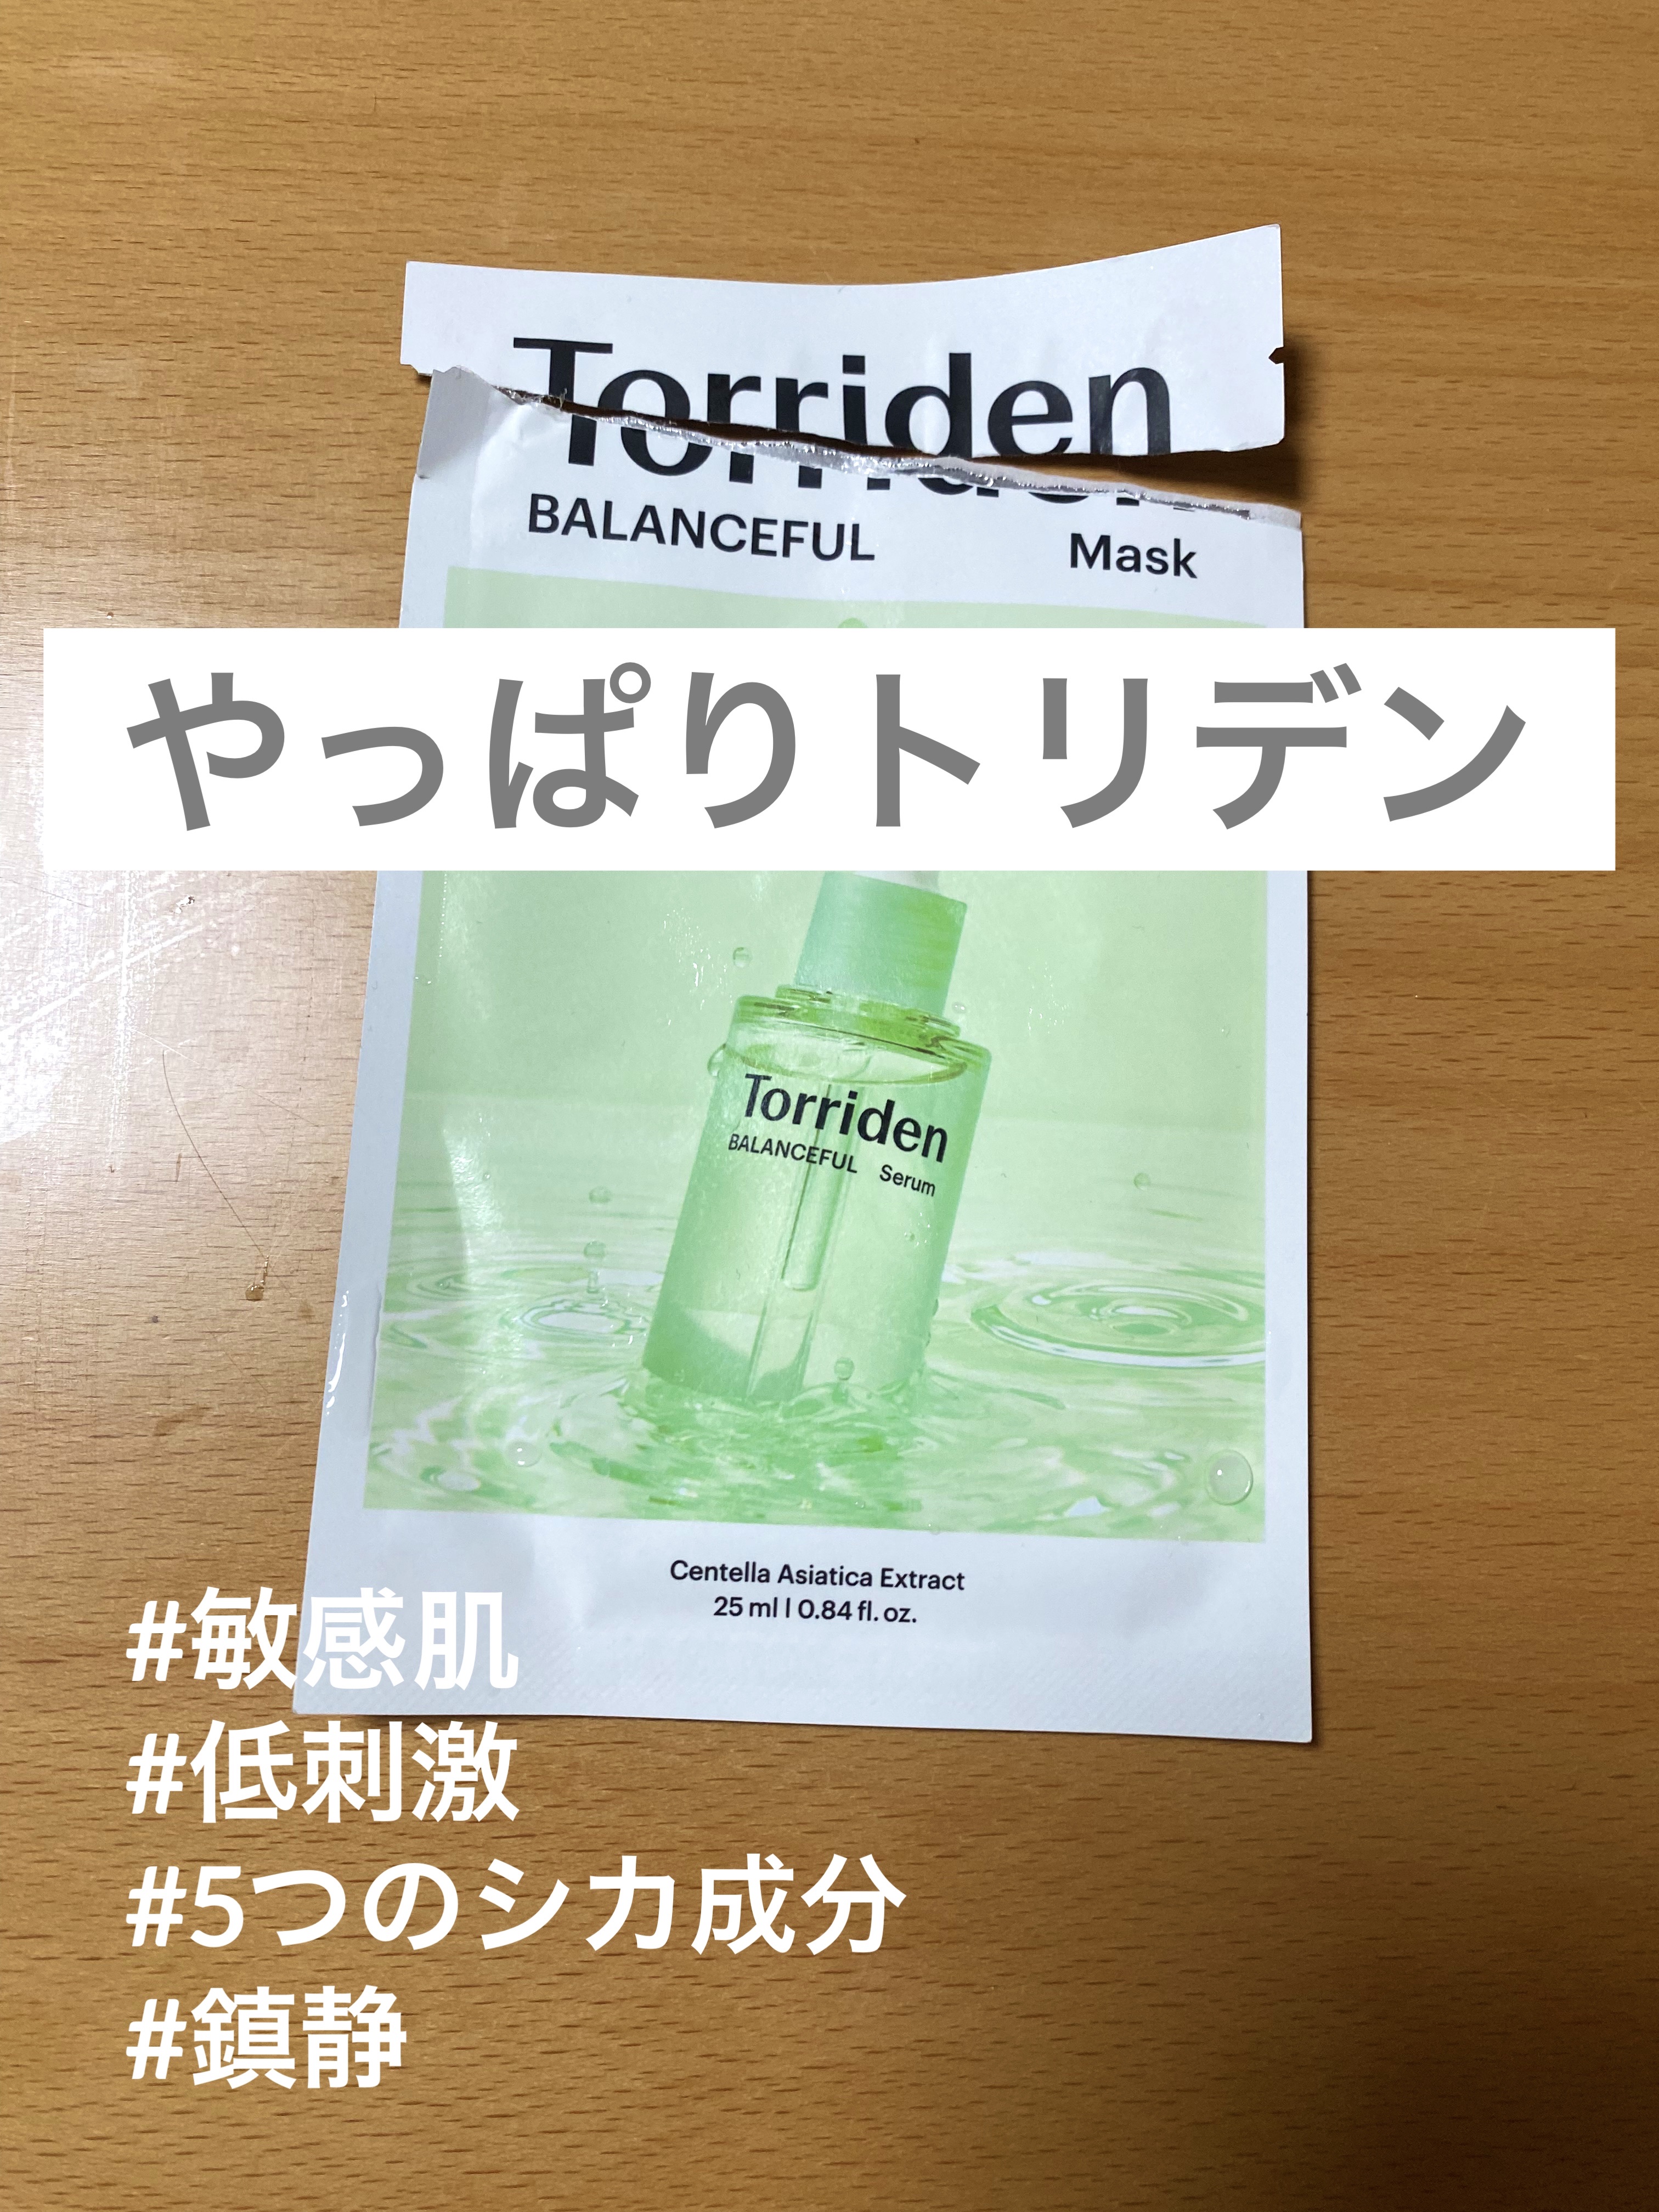 Torriden
BALANCEFUL Mask
やっぱりトリデン
Torriden
BALANCEFUL Serum
Centella Asiatica Extract
25 ml | 0.84 fl. oz.
#敏感肌
#低刺激
#5つのシカ成分
#鎮静